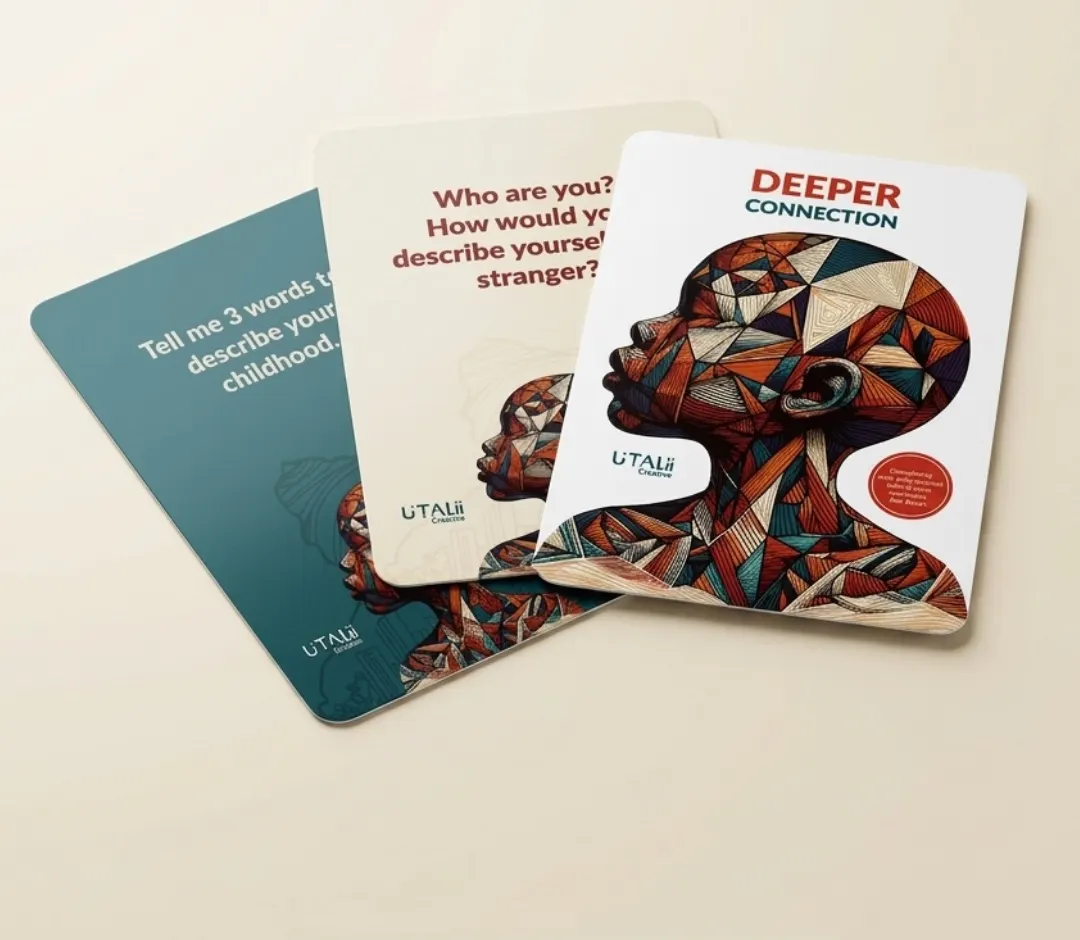 Tell me 3 words t
describe your
childhood.
UTALii
Who are you?
How would yo
describe yoursel
stranger?
UTALii
Creative
DEEPER
CONNECTION
UTALii
Creative